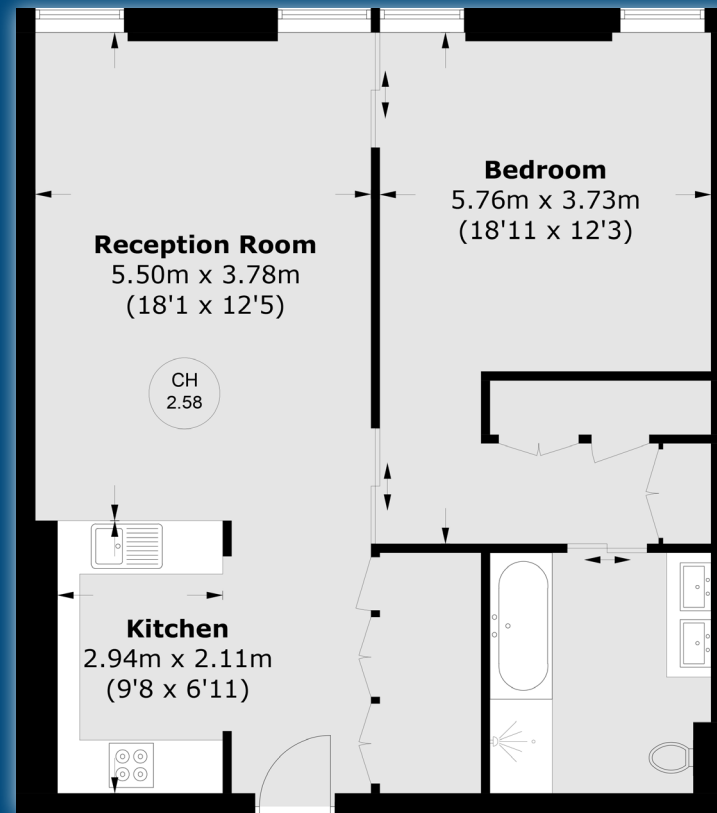 Bedroom
5.76m x 3.73m
(18'11 x 12'3)
Reception Room
5.50m x 3.78m
(18'1 x 12'5)
CH
2.58
Kitchen
2.94m x 2.11m
(9'8 x 6'11)